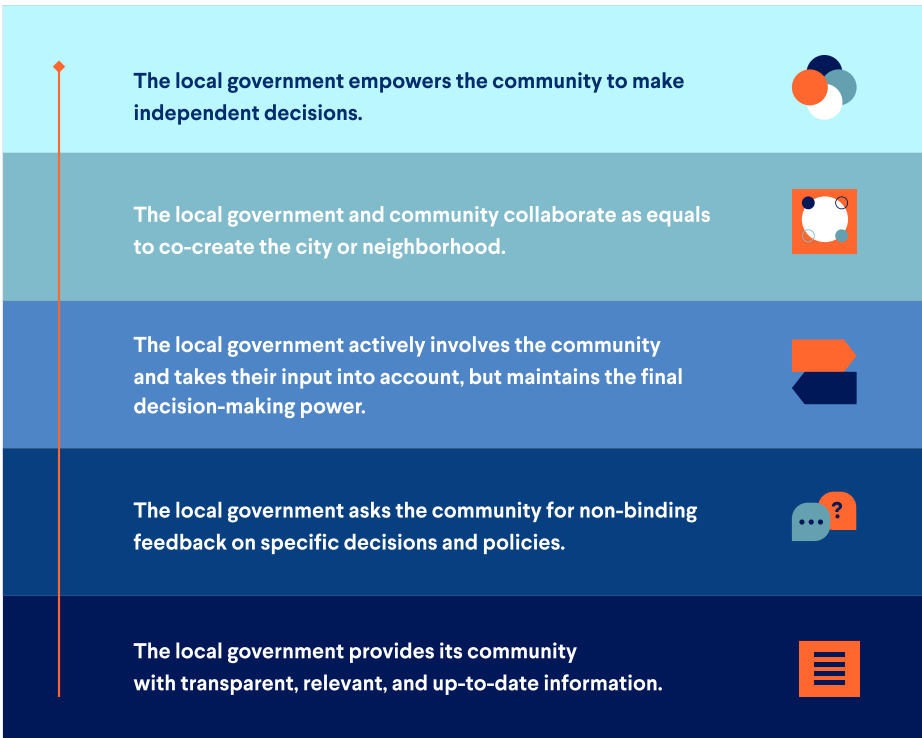 The local government empowers the community to make
independent decisions.
The local government and community collaborate as equals
to co-create the city or neighborhood.
The local government actively involves the community
and takes their input into account, but maintains the final
decision-making power.
The local government asks the community for non-binding
feedback on specific decisions and policies.
?
The local government provides its community
with transparent, relevant, and up-to-date information.